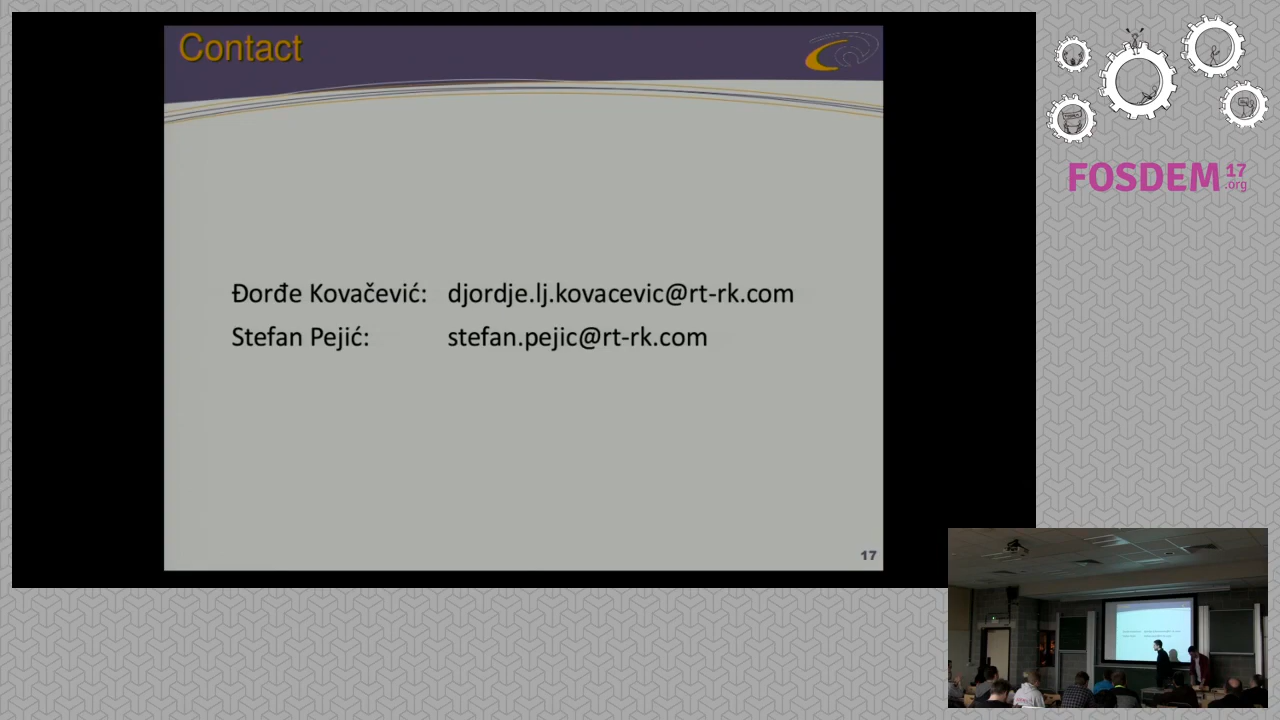 Contact
Đorđe Kovačević: djordje.lj.kovacevic@rt-rk.com
Stefan Pejić: stefan.pejic@rt-rk.com
17
FOSDEM 17
.org